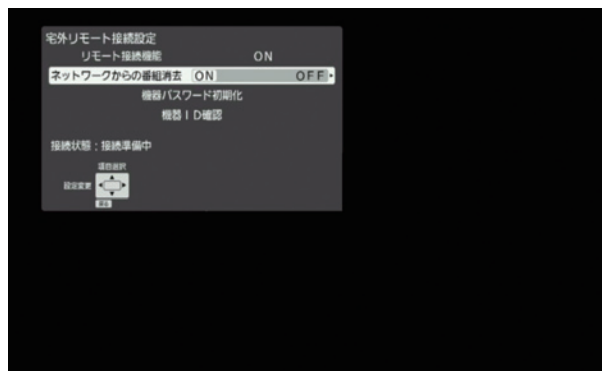 宅外リモート接続設定
リモート接続機能 ON
ネットワークからの番組消去 ON OFF
機器パスワード初期化
機器ID確認
接続状態：接続準備中
項目選択
設定変更
戻る